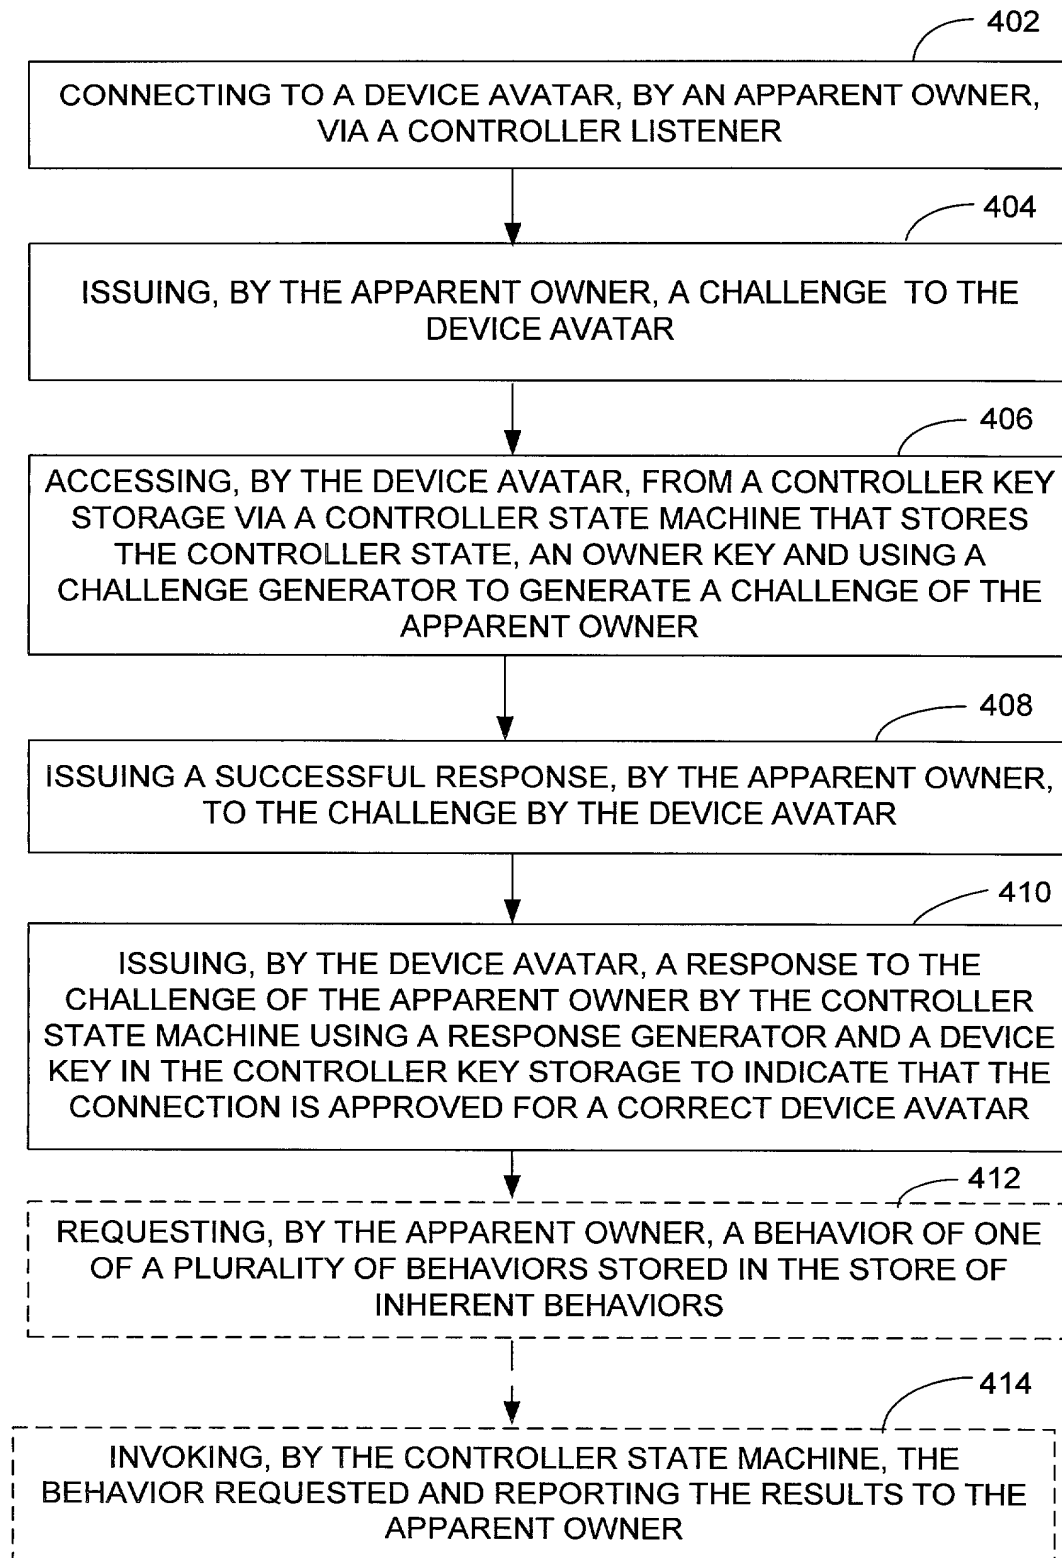 402
CONNECTING TO A DEVICE AVATAR, BY AN APPARENT OWNER,
VIA A CONTROLLER LISTENER
404
ISSUING, BY THE APPARENT OWNER, A CHALLENGE TO THE
DEVICE AVATAR
406
ACCESSING, BY THE DEVICE AVATAR, FROM A CONTROLLER KEY
STORAGE VIA A CONTROLLER STATE MACHINE THAT STORES
THE CONTROLLER STATE, AN OWNER KEY AND USING A
CHALLENGE GENERATOR TO GENERATE A CHALLENGE OF THE
APPARENT OWNER
408
ISSUING A SUCCESSFUL RESPONSE, BY THE APPARENT OWNER,
TO THE CHALLENGE BY THE DEVICE AVATAR
410
ISSUING, BY THE DEVICE AVATAR, A RESPONSE TO THE
CHALLENGE OF THE APPARENT OWNER BY THE CONTROLLER
STATE MACHINE USING A RESPONSE GENERATOR AND A DEVICE
KEY IN THE CONTROLLER KEY STORAGE TO INDICATE THAT THE
CONNECTION IS APPROVED FOR A CORRECT DEVICE AVATAR
412
REQUESTING, BY THE APPARENT OWNER, A BEHAVIOR OF ONE
OF A PLURALITY OF BEHAVIORS STORED IN THE STORE OF
INHERENT BEHAVIORS
414
INVOKING, BY THE CONTROLLER STATE MACHINE, THE
BEHAVIOR REQUESTED AND REPORTING THE RESULTS TO THE
APPARENT OWNER